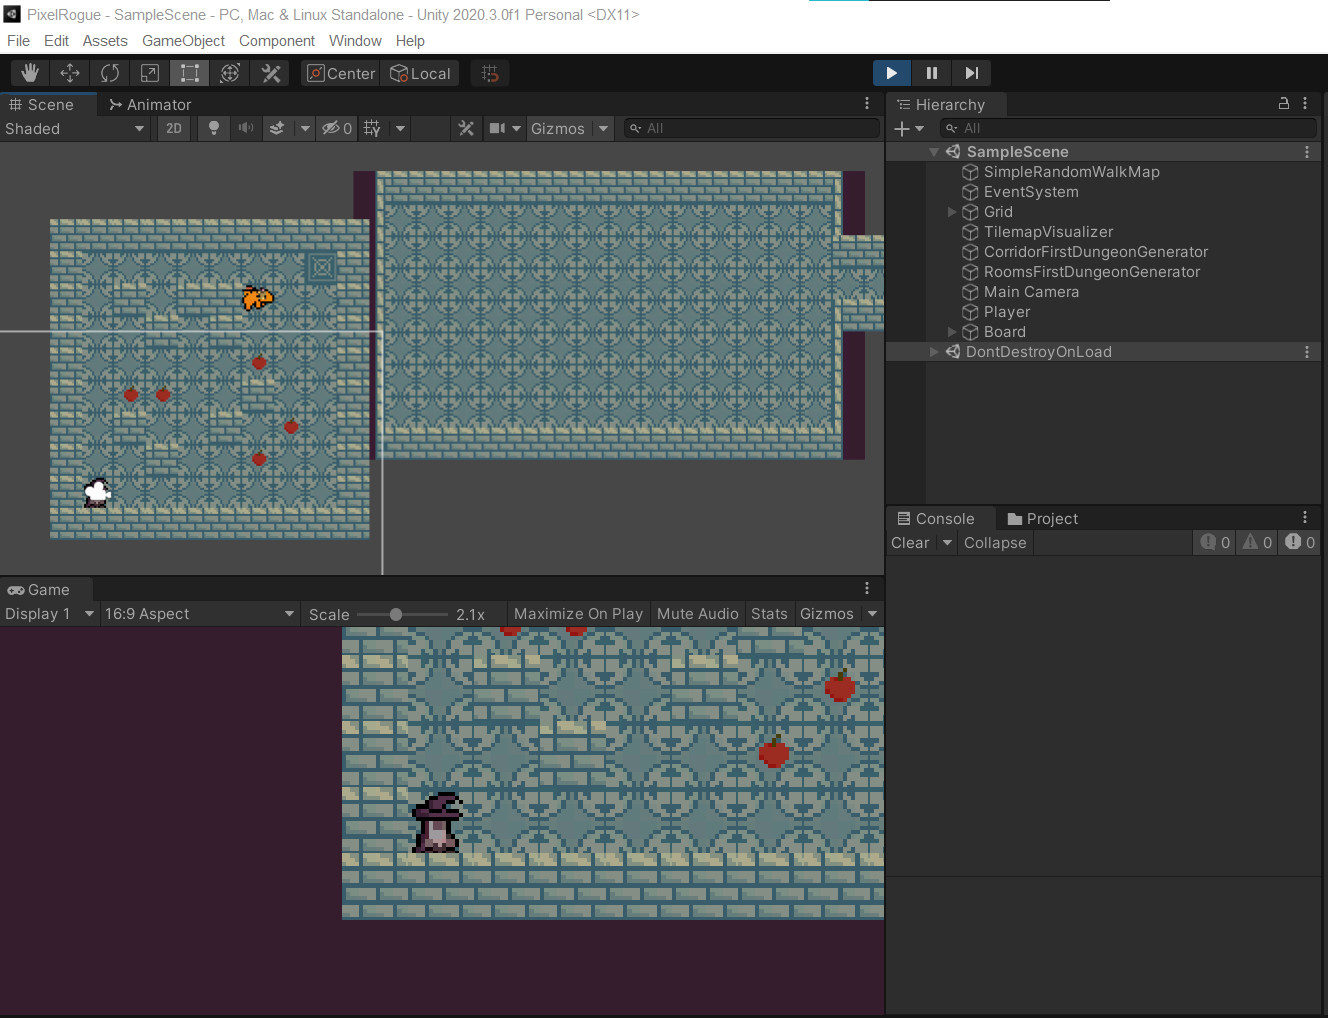 PixelRogue - SampleScene - PC, Mac & Linux Standalone - Unity 2020.3.0f1 Personal <DX11>
File Edit Assets GameObject Component Window Help
Center Local
Scene Animator
Shaded 2D 0 Gizmos All
Hierarchy
All
SampleScene
SimpleRandomWalkMap
EventSystem
Grid
TilemapVisualizer
CorridorFirstDungeonGenerator
RoomsFirstDungeonGenerator
Main Camera
Player
Board
DontDestroyOnLoad
Console Project
Clear Collapse 0 0 0
Game
Display 1 16:9 Aspect Scale 2.1x Maximize On Play Mute Audio Stats Gizmos